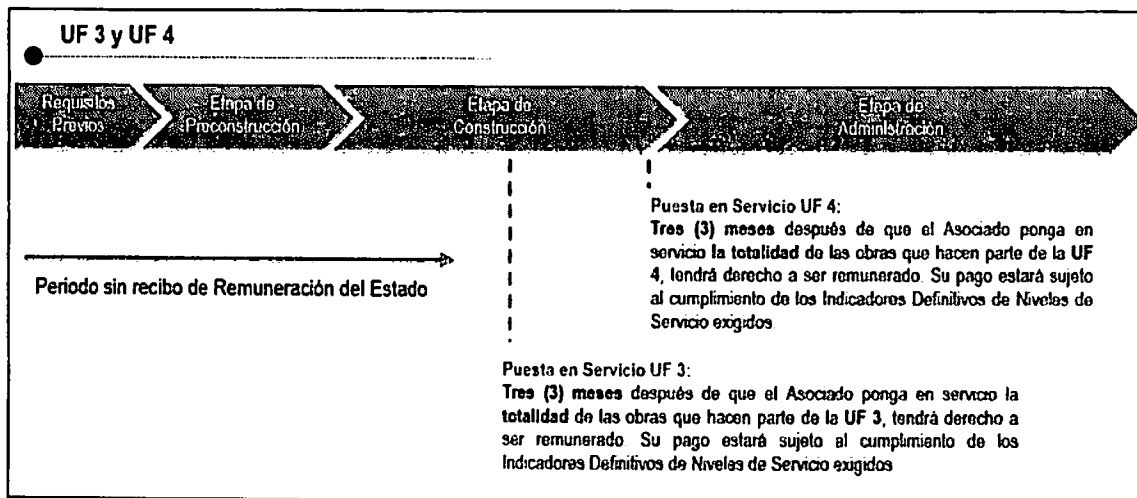 UF 3 y UF 4
Requisitos
Previos
Etapa de
Preconstrucción
Etapa de
Construcción
Etapa de
Administración
Puesta en Servicio UF 4:
Tres (3) meses después de que el Asociado ponga en
servicio la totalidad de las obras que hacen parte de la UF
4, tendrá derecho a ser remunerado. Su pago estará sujeto
al cumplimiento de los Indicadores Definitivos de Niveles de
Servicio exigidos
Periodo sin recibo de Remuneración del Estado
Puesta en Servicio UF 3:
Tres (3) meses después de que el Asociado ponga en servicio la
totalidad de las obras que hacen parte de la UF 3, tendrá derecho a
ser remunerado. Su pago estará sujeto al cumplimiento de los
Indicadores Definitivos de Niveles de Servicio exigidos